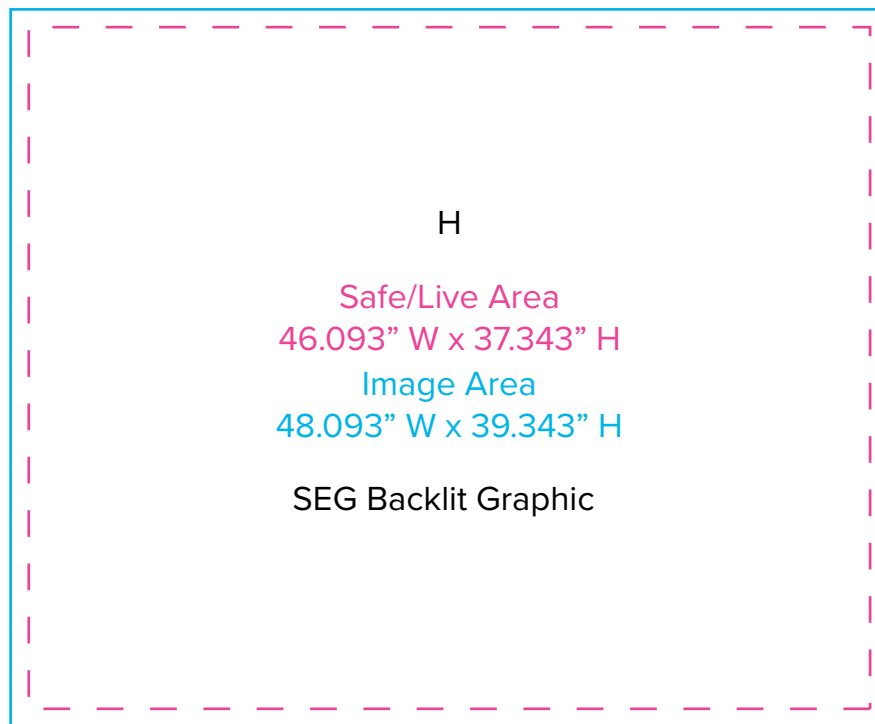 H
Safe/Live Area
46.093” W x 37.343” H
Image Area
48.093” W x 39.343” H
SEG Backlit Graphic